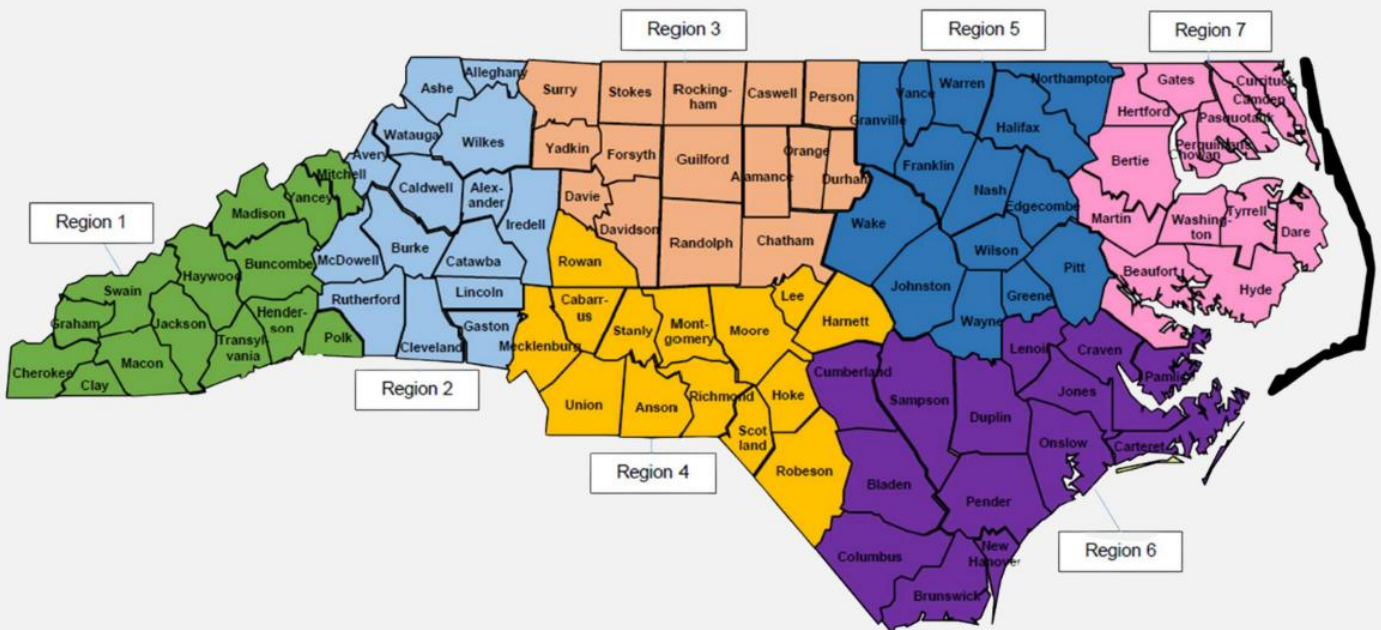 Region 3
Region 5
Region 7
Region 1
Region 2
Region 4
Region 6
Cherokee
Graham
Clay
Swain
Macon
Jackson
Haywood
Transyl-
vania
Madison
Buncombe
Hender-
son
Yancey
Mitchell
Polk
Ashe
Alleghany
Watauga
Wilkes
Avery
Caldwell
Alex-
ander
Iredell
McDowell
Burke
Catawba
Rutherford
Cleveland
Lincoln
Gaston
Surry
Stokes
Rocking-
ham
Caswell
Person
Yadkin
Forsyth
Guilford
Alamance
Orange
Durham
Davie
Davidson
Randolph
Chatham
Rowan
Cabarr-
us
Mecklenburg
Stanly
Mont-
gomery
Moore
Lee
Harnett
Union
Anson
Richmond
Hoke
Scot
land
Robeson
Granville
Vance
Warren
Northampton
Halifax
Franklin
Nash
Edgecombe
Wake
Wilson
Pitt
Johnston
Greene
Wayne
Gates
Currituck
Camden
Hertford
Pasquotank
Perquimans
Chowan
Bertie
Martin
Washing-
ton
Tyrrell
Dare
Beaufort
Hyde
Cumberland
Sampson
Lenoir
Craven
Pamlico
Jones
Duplin
Onslow
Carteret
Bladen
Pender
Columbus
New
Hanover
Brunswick